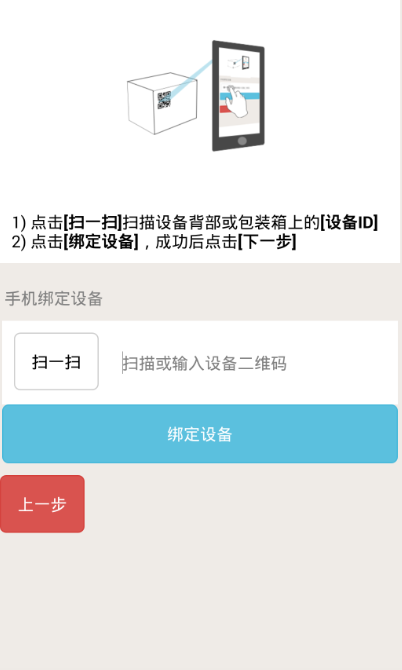 1) 点击[扫一扫]扫描设备背部或包装箱上的[设备ID]
2) 点击[绑定设备]，成功后点击[下一步]
手机绑定设备
扫一扫
扫描或输入设备二维码
绑定设备
上一步